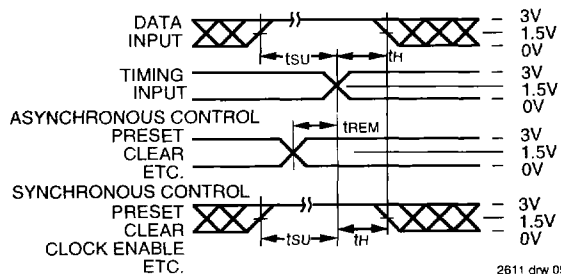 DATA
INPUT
3V
1.5V
0V
tSU
tH
TIMING
INPUT
3V
1.5V
0V
ASYNCHRONOUS CONTROL
PRESET
CLEAR
ETC.
tREM
3V
1.5V
0V
SYNCHRONOUS CONTROL
PRESET
CLEAR
CLOCK ENABLE
ETC.
3V
1.5V
0V
tSU
tH